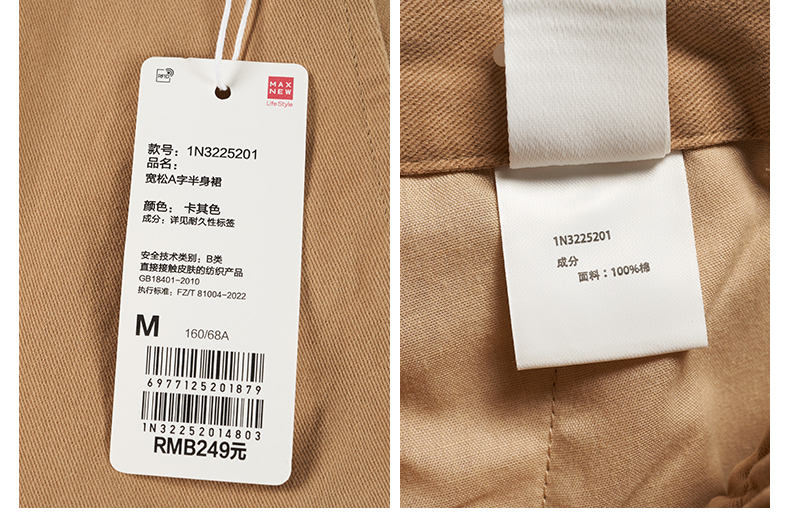 RFID
MAX
NEW
Life Style
款号：1N3225201
品名：
宽松A字半身裙
颜色： 卡其色
成分：详见耐久性标签
安全技术类别：B类
直接接触皮肤的纺织产品
GB18401-2010
执行标准：FZ/T 81004-2022
M 160/68A
6977125201879
1N32252014803
RMB249元
1N3225201
成分
面料：100%棉